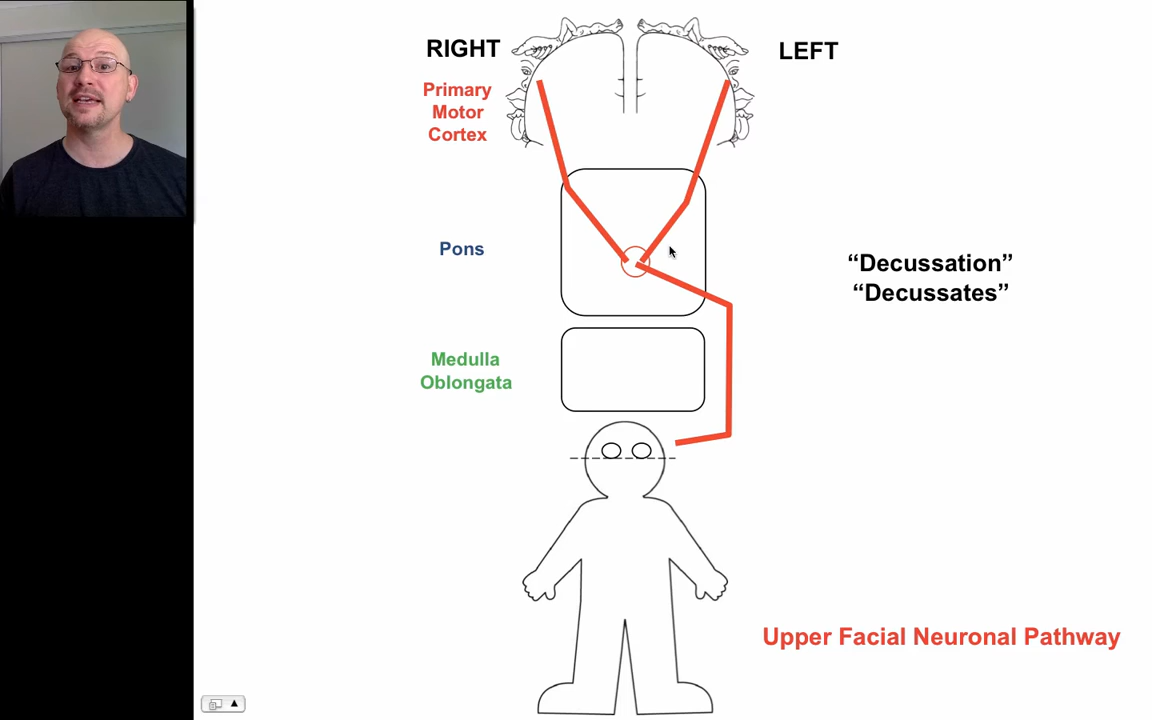 RIGHT
LEFT
Primary
Motor
Cortex
Pons
“Decussation”
“Decussates”
Medulla
Oblongata
Upper Facial Neuronal Pathway